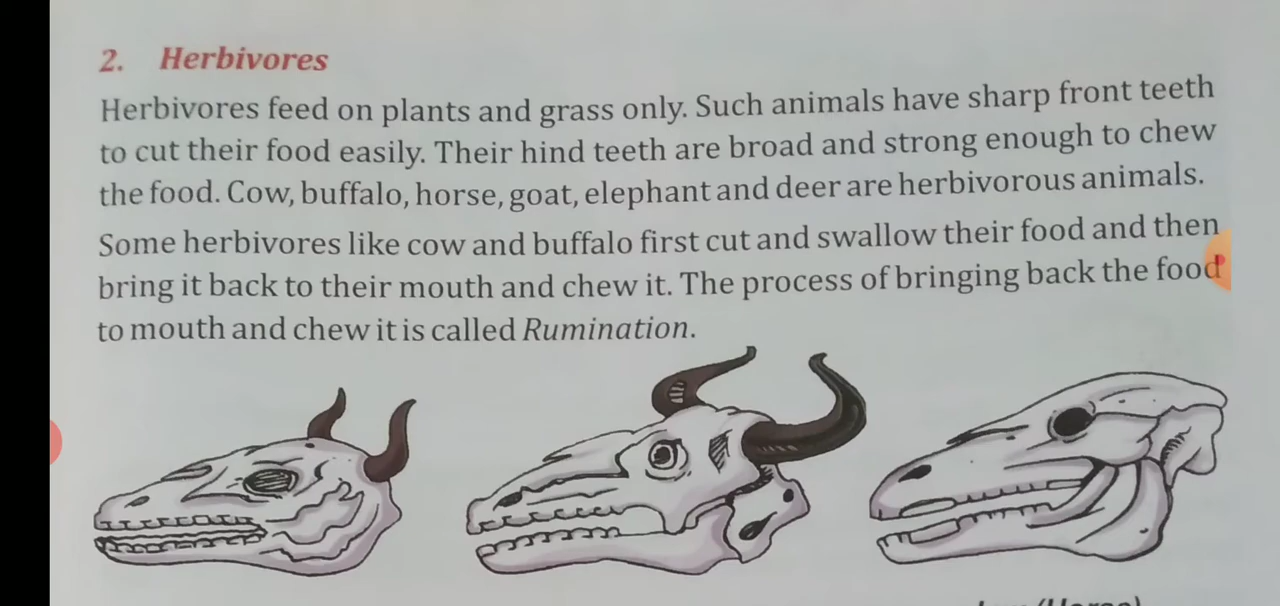 2. Herbivores
Herbivores feed on plants and grass only. Such animals have sharp front teeth
to cut their food easily. Their hind teeth are broad and strong enough to chew
the food. Cow, buffalo, horse, goat, elephant and deer are herbivorous animals.
Some herbivores like cow and buffalo first cut and swallow their food and then
bring it back to their mouth and chew it. The process of bringing back the food
to mouth and chew it is called Rumination.